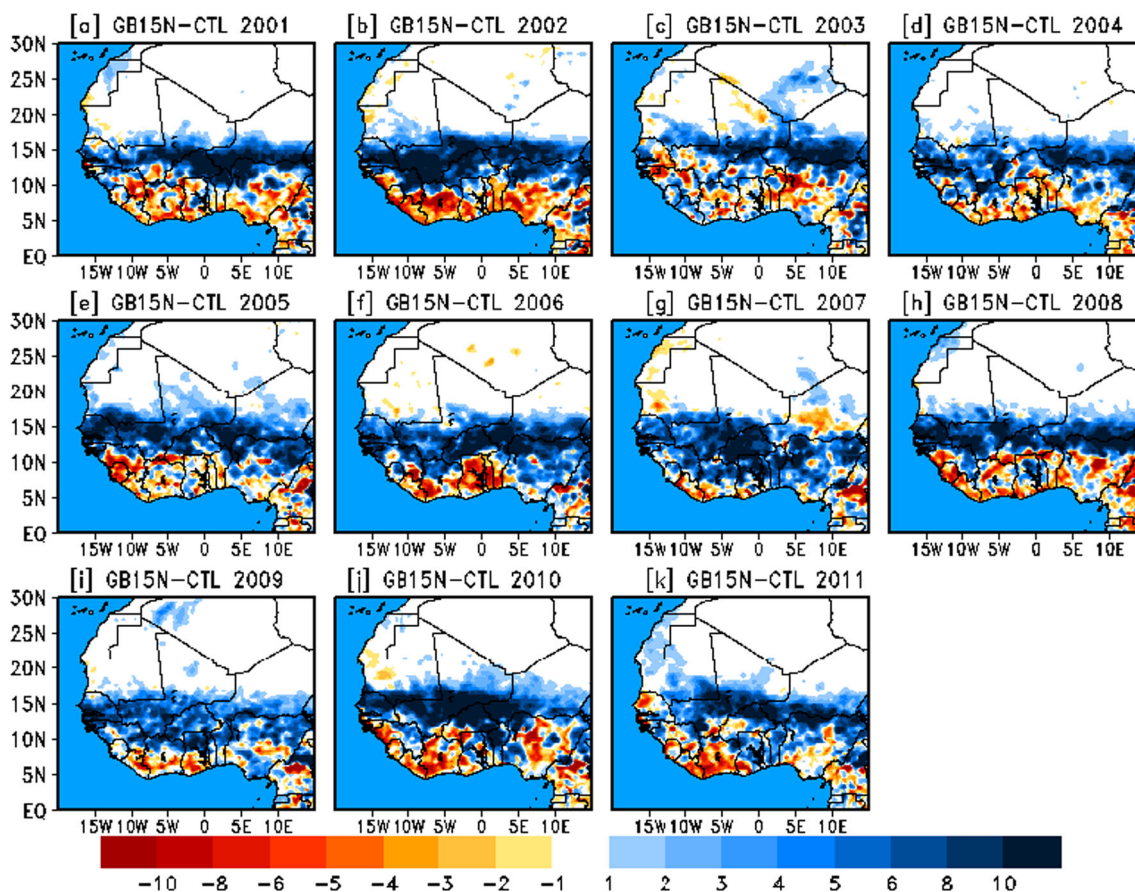 [a] GB15N-CTL 2001 [b] GB15N-CTL 2002 [c] GB15N-CTL 2003 [d] GB15N-CTL 2004
30N
25N
20N
15N
10N
5N
EQ
15W 10W 5W 0 5E 10E 15W 10W 5W 0 5E 10E 15W 10W 5W 0 5E 10E 15W 10W 5W 0 5E 10E
[e] GB15N-CTL 2005 [f] GB15N-CTL 2006 [g] GB15N-CTL 2007 [h] GB15N-CTL 2008
30N
25N
20N
15N
10N
5N
EQ
15W 10W 5W 0 5E 10E 15W 10W 5W 0 5E 10E 15W 10W 5W 0 5E 10E 15W 10W 5W 0 5E 10E
[i] GB15N-CTL 2009 [j] GB15N-CTL 2010 [k] GB15N-CTL 2011
30N
25N
20N
15N
10N
5N
EQ
15W 10W 5W 0 5E 10E 15W 10W 5W 0 5E 10E 15W 10W 5W 0 5E 10E
-10 -8 -6 -5 -4 -3 -2 -1 1 2 3 4 5 6 8 10